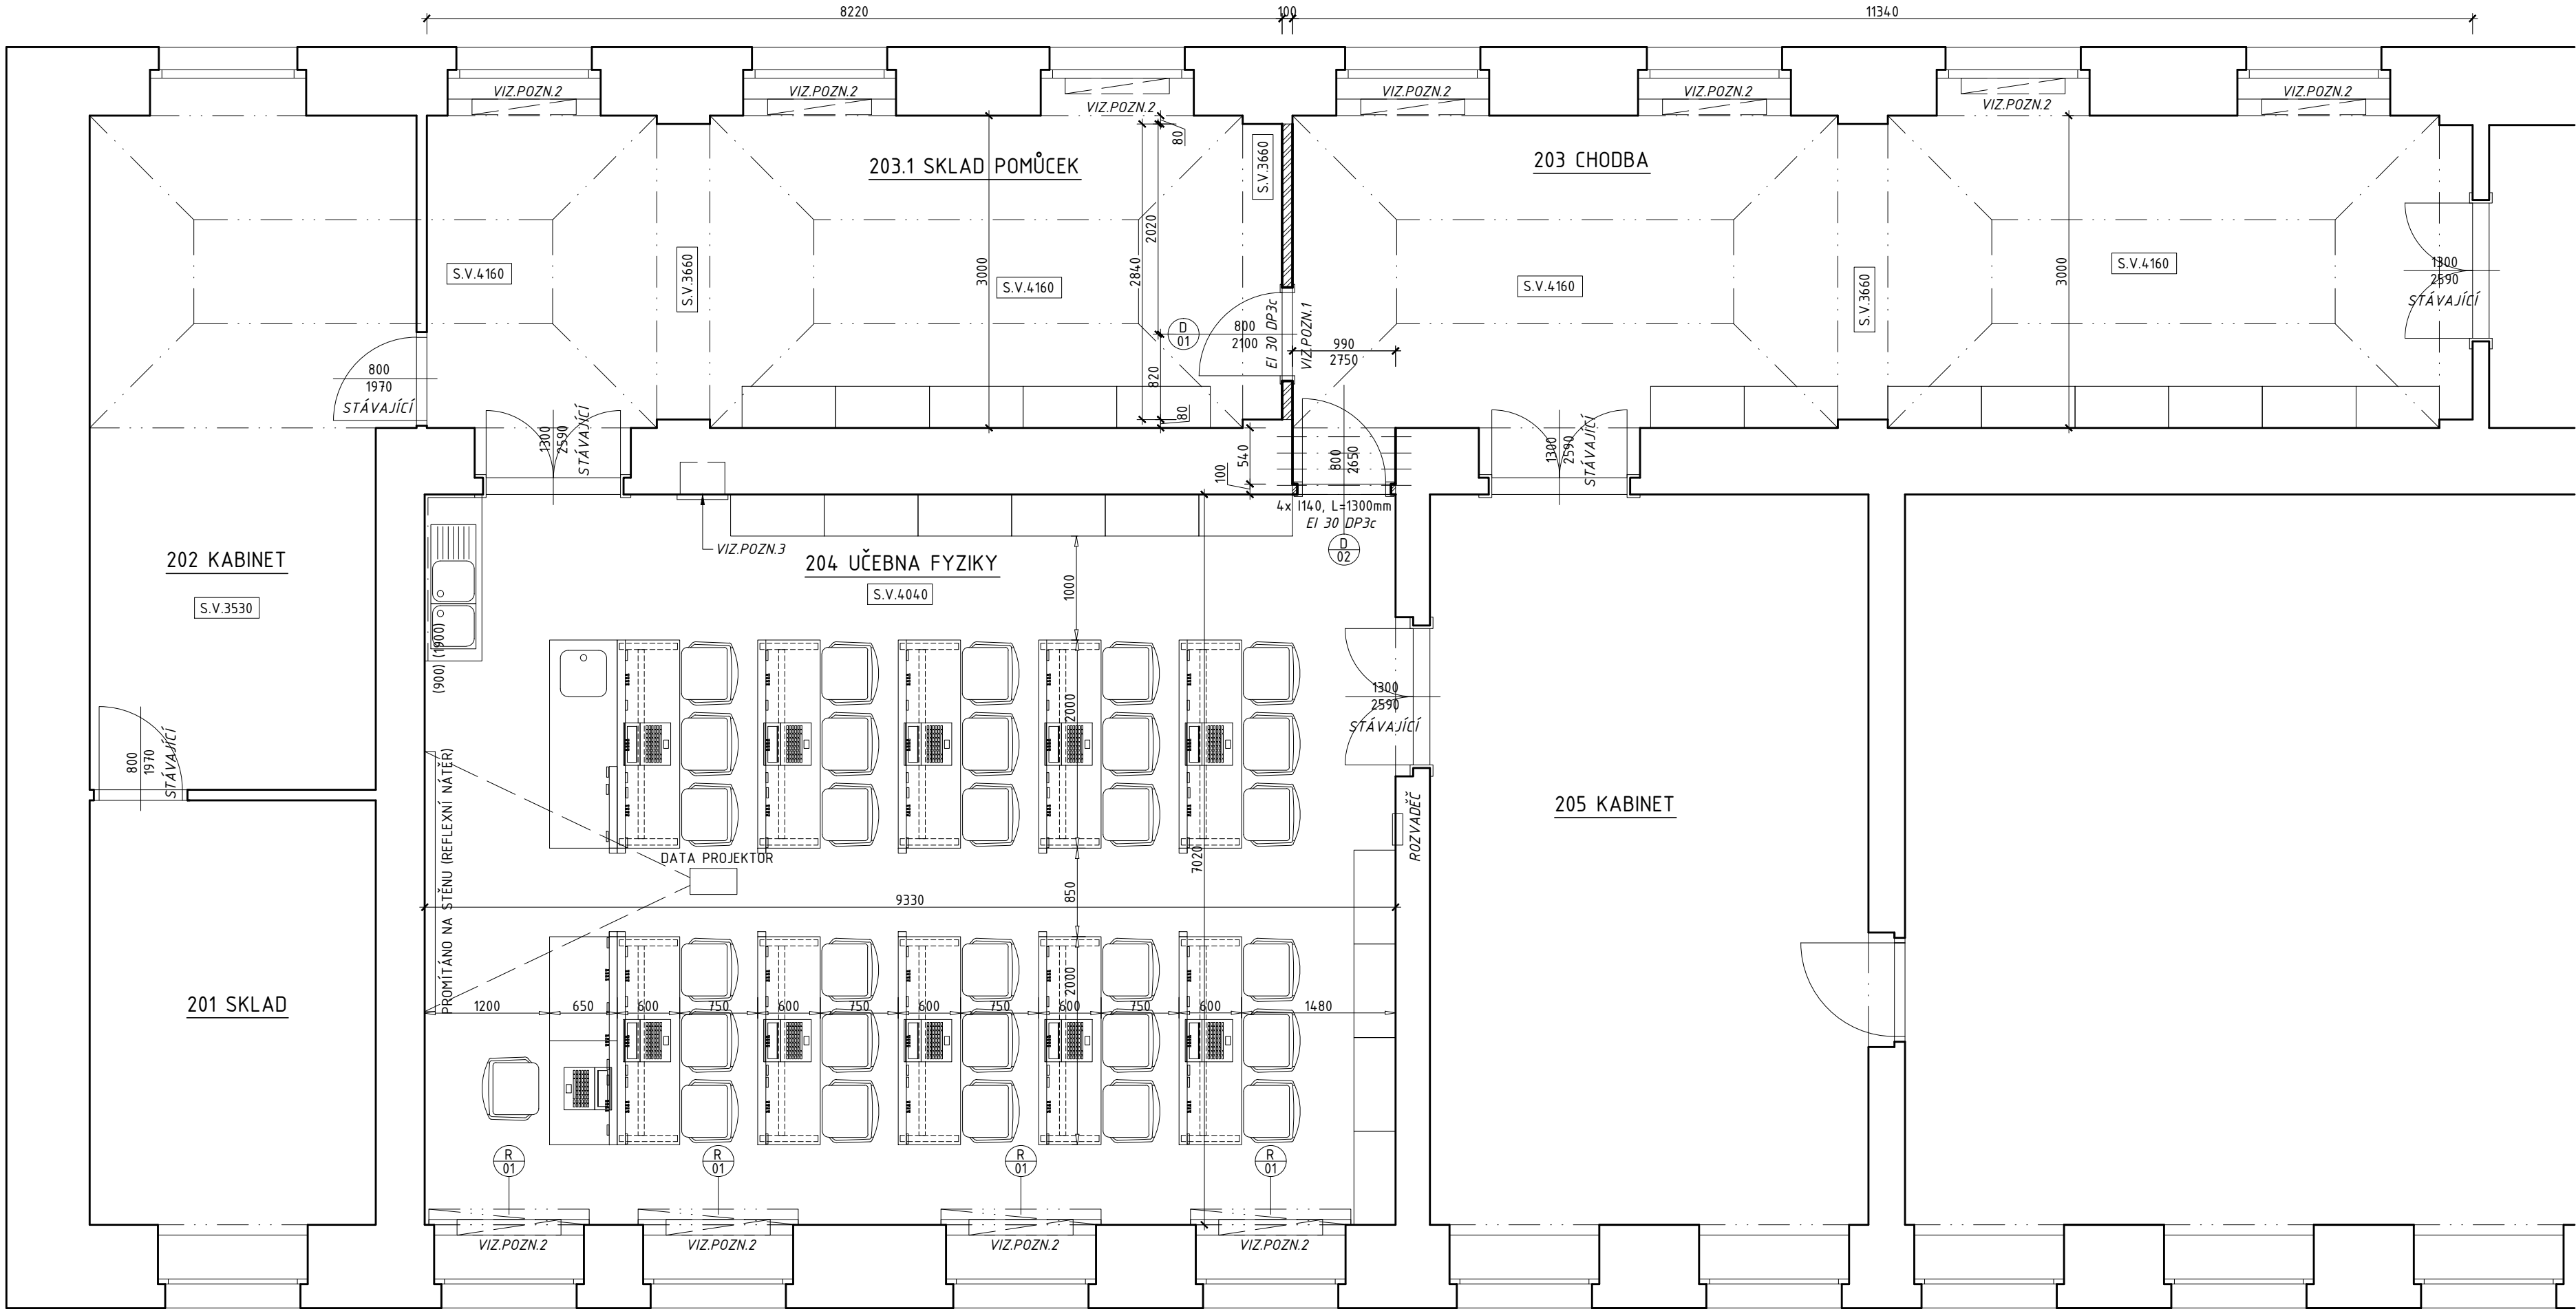 8220
100
11340
VIZ.POZN.2
VIZ.POZN.2
VIZ.POZN.2
VIZ.POZN.2
VIZ.POZN.2
VIZ.POZN.2
VIZ.POZN.2
203.1 SKLAD POMŮCEK
203 CHODBA
80
S.V.3660
2020
2840
3000
S.V.4160
S.V.3660
S.V.4160
S.V.4160
S.V.3660
3000
S.V.4160
1300
2590
STÁVAJÍCÍ
D
01
800
2100
EI 30 DP3c
VIZ.POZN.1
990
2750
820
80
800
1970
STÁVAJÍCÍ
1300
2590
STÁVAJÍCÍ
540
100
800
2650
1300
2590
STÁVAJÍCÍ
4x I140, L=1300mm
EI 30 DP3c
D
02
VIZ.POZN.3
202 KABINET
S.V.3530
204 UČEBNA FYZIKY
S.V.4040
1000
(900) (1900)
2000
1300
2590
STÁVAJÍCÍ
800
1970
STÁVAJÍCÍ
PROMÍTÁNO NA STĚNU (REFLEXNÍ NÁTĚR)
DATA PROJEKTOR
ROZVADĚČ
205 KABINET
7020
850
9330
2000
201 SKLAD
1200
650
600
750
600
750
600
750
600
750
600
1480
R
01
R
01
R
01
R
01
VIZ.POZN.2
VIZ.POZN.2
VIZ.POZN.2
VIZ.POZN.2